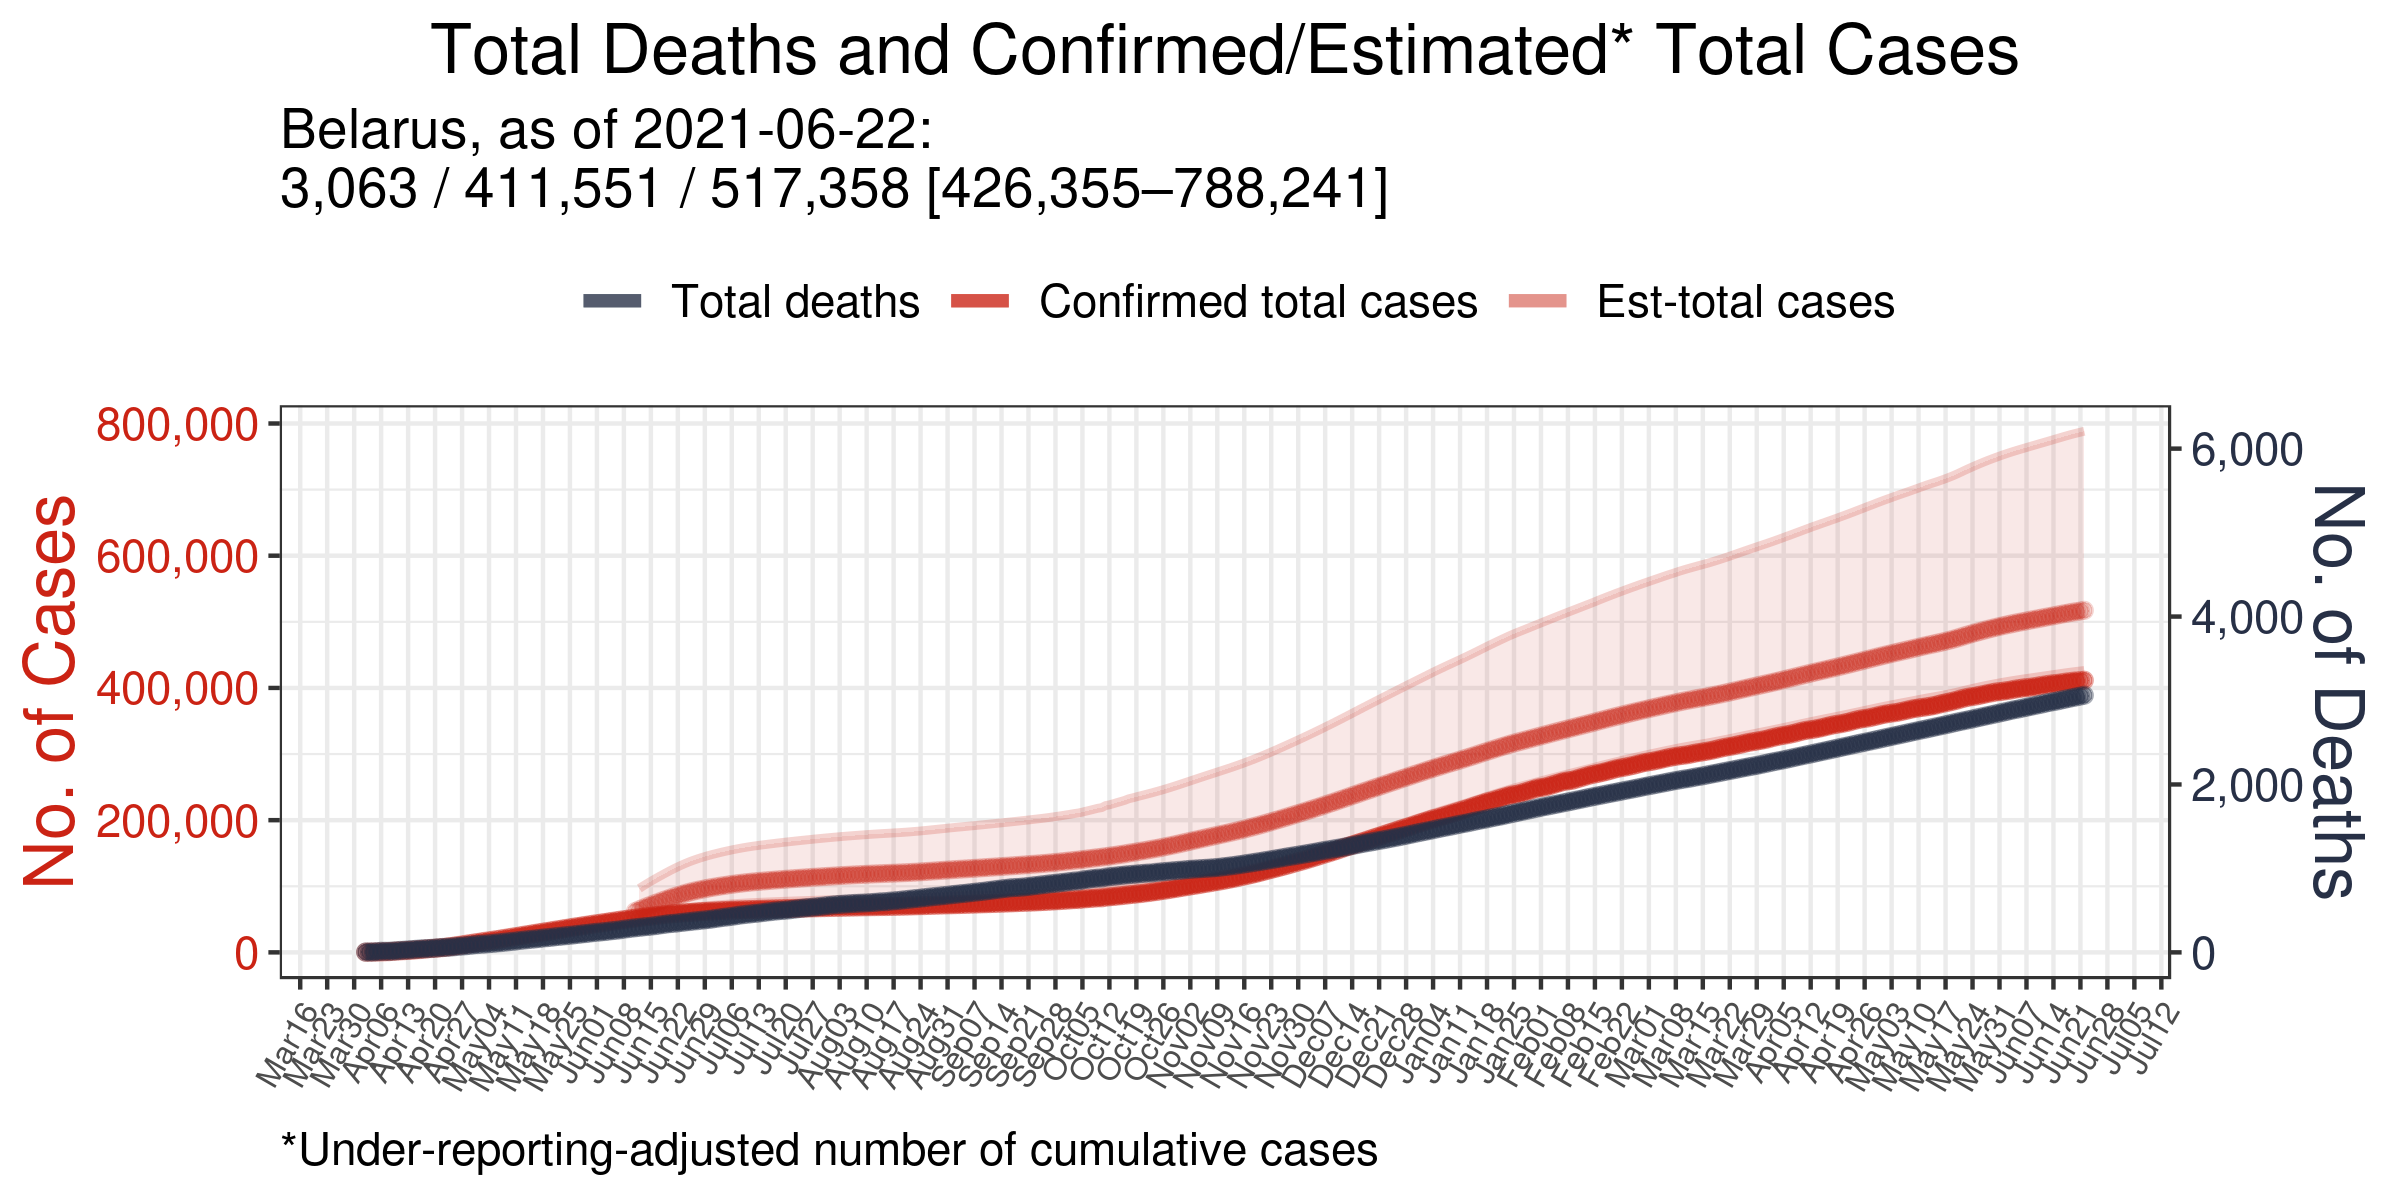 Total Deaths and Confirmed/Estimated* Total Cases
Belarus, as of 2021-06-22:
3,063 / 411,551 / 517,358 [426,355–788,241]
Total deaths
Confirmed total cases
Est-total cases
No. of Cases
800,000
600,000
400,000
200,000
0
6,000
4,000
2,000
0
No. of Deaths
Mar16
Mar23
Mar30
Apr06
Apr13
Apr20
Apr27
May04
May11
May18
May25
Jun01
Jun08
Jun15
Jun22
Jun29
Jul06
Jul13
Jul20
Jul27
Aug03
Aug10
Aug17
Aug24
Aug31
Sep07
Sep14
Sep21
Sep28
Oct05
Oct12
Oct19
Oct26
Nov02
Nov09
Nov16
Nov23
Nov30
Dec07
Dec14
Dec21
Dec28
Jan04
Jan11
Jan18
Jan25
Feb01
Feb08
Feb15
Feb22
Mar01
Mar08
Mar15
Mar22
Mar29
Apr05
Apr12
Apr19
Apr26
May03
May10
May17
May24
May31
Jun07
Jun14
Jun21
Jun28
Jul05
Jul12
*Under-reporting-adjusted number of cumulative cases